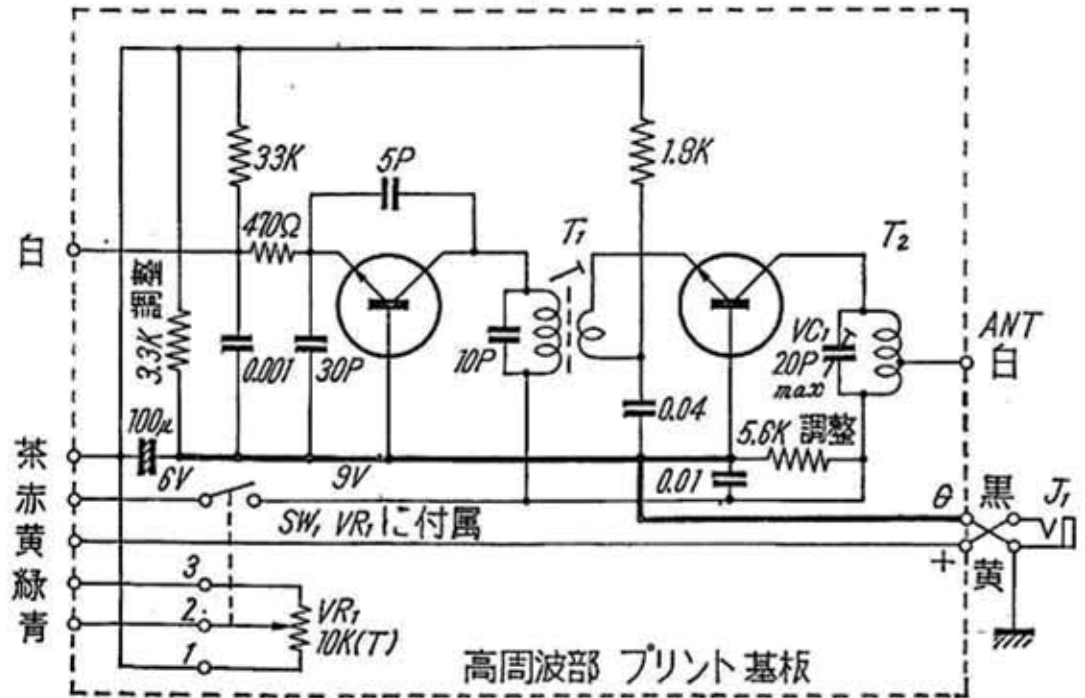 33K
5P
1.8K
470Ω
白
3.3K 調整
0.001
30P
T₁
10P
T₂
VC₁
20P
max
ANT
白
0.04
5.6K 調整
100μ
6V
9V
0.01
茶
赤
黄
緑
青
SW₁ VR₁に付属
⊖
黒
J₁
+
黄
3
2
1
VR₁
10K(T)
高周波部 プリント基板